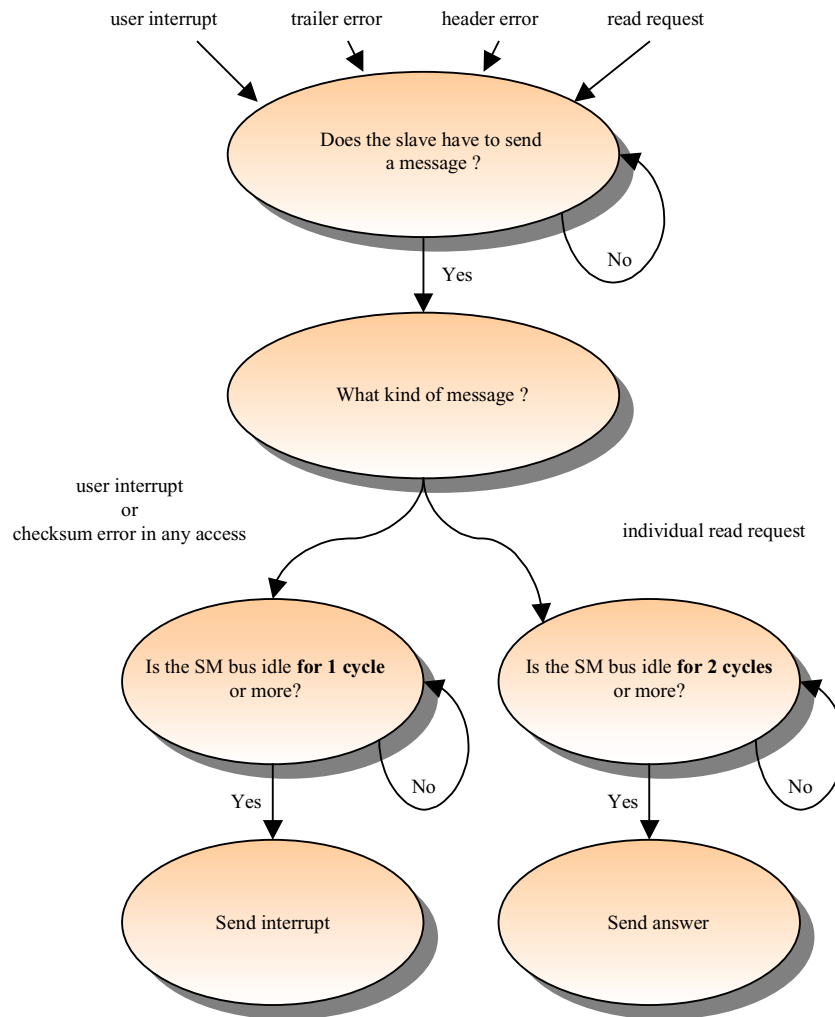 user interrupt
trailer error
header error
read request
Does the slave have to send
a message ?
No
Yes
What kind of message ?
user interrupt
or
checksum error in any access
individual read request
Is the SM bus idle for 1 cycle
or more?
Is the SM bus idle for 2 cycles
or more?
No
No
Yes
Yes
Send interrupt
Send answer